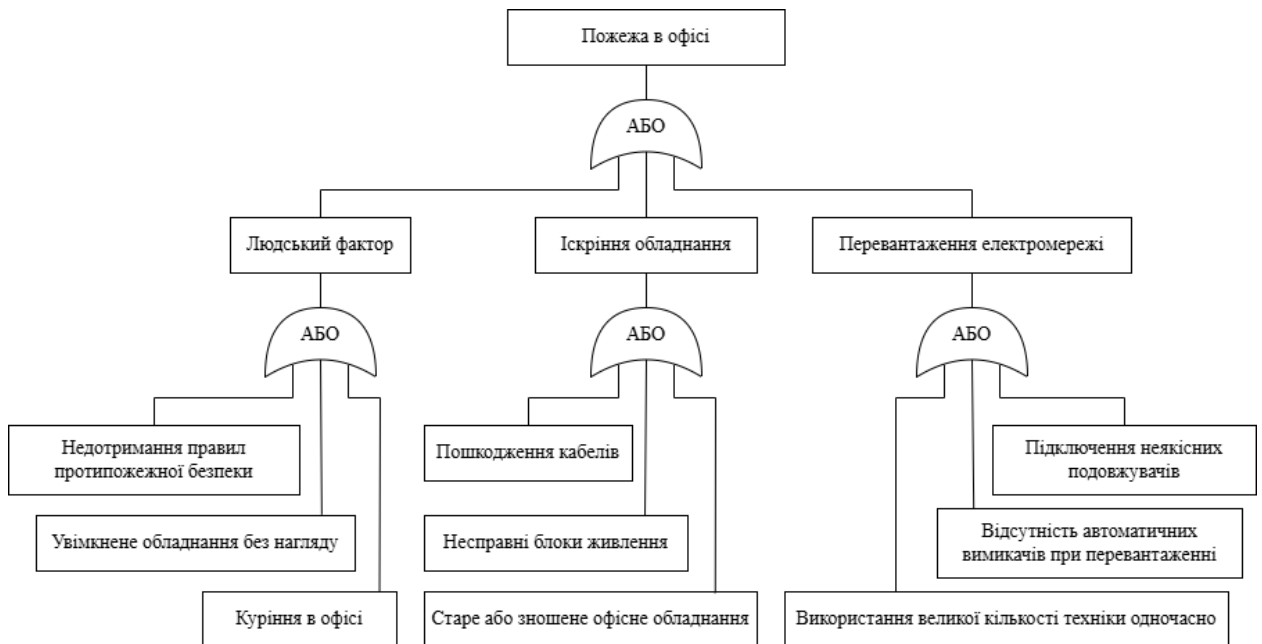 Пожежа в офісі
АБО
Людський фактор
Іскріння обладнання
Перевантаження електромережі
АБО
АБО
АБО
Недотримання правил
протипожежної безпеки
Пошкодження кабелів
Підключення неякісних
подовжувачів
Увімкнене обладнання без нагляду
Несправні блоки живлення
Відсутність автоматичних
вимикачів при перевантаженні
Куріння в офісі
Старе або зношене офісне обладнання
Використання великої кількості техніки одночасно